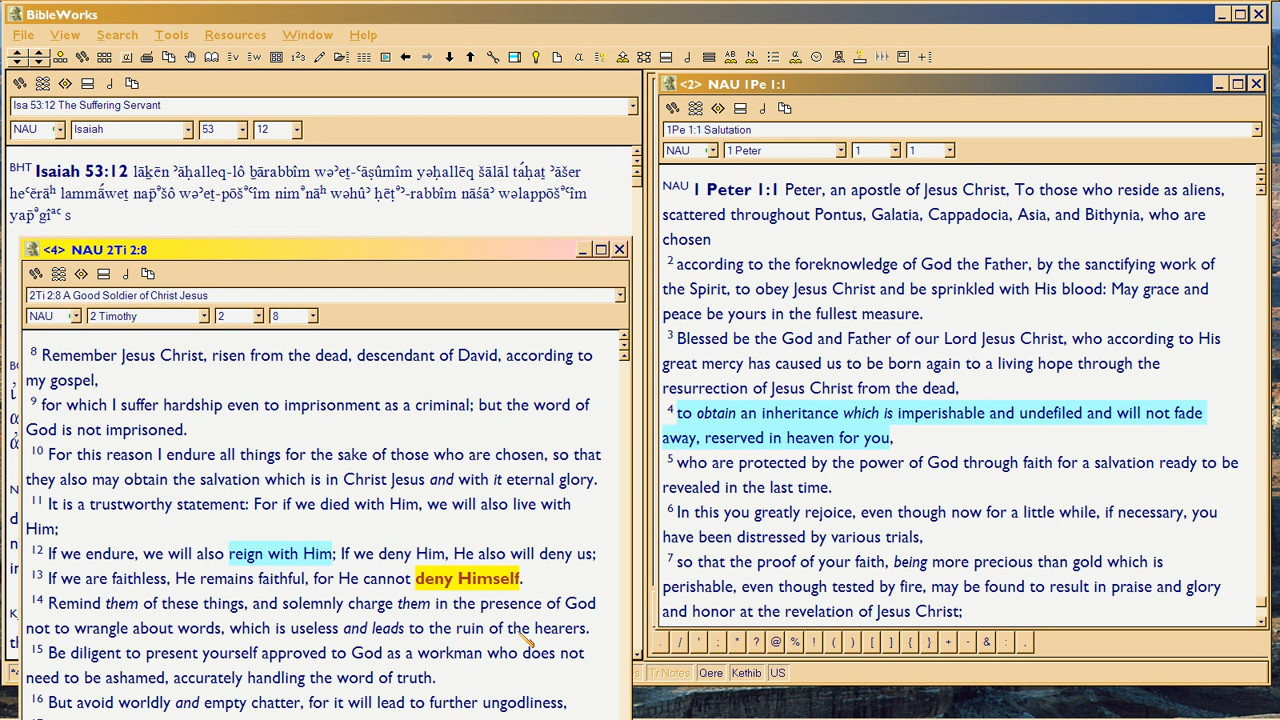 BibleWorks
File View Search Tools Resources Window Help
Isa 53:12 The Suffering Servant
NAU Isaiah 53 12
BHT Isaiah 53:12 lāḵēn ʾăḥalleq-lô ḇārabbîm wəʾeṯ-ʿăṣûmîm yəḥallēq šālāl táḥaṯ ʾăšer
heʿĕrâ lammā́weṯ nap̄šô wəʾeṯ-pōšəʿîm nimənâ wəhûʾ ḥēṭəʾ-rabbîm nāśāʾ wəlappōšəʿîm
yap̄gîaʿ s
<4> NAU 2Ti 2:8
2Ti 2:8 A Good Soldier of Christ Jesus
NAU 2 Timothy 2 8
8 Remember Jesus Christ, risen from the dead, descendant of David, according to
my gospel,
9 for which I suffer hardship even to imprisonment as a criminal; but the word of
God is not imprisoned.
10 For this reason I endure all things for the sake of those who are chosen, so that
they also may obtain the salvation which is in Christ Jesus and with it eternal glory.
11 It is a trustworthy statement: For if we died with Him, we will also live with
Him;
12 If we endure, we will also reign with Him; If we deny Him, He also will deny us;
13 If we are faithless, He remains faithful, for He cannot deny Himself.
14 Remind them of these things, and solemnly charge them in the presence of God
not to wrangle about words, which is useless and leads to the ruin of the hearers.
15 Be diligent to present yourself approved to God as a workman who does not
need to be ashamed, accurately handling the word of truth.
16 But avoid worldly and empty chatter, for it will lead to further ungodliness,
<2> NAU 1Pe 1:1
1Pe 1:1 Salutation
NAU 1 Peter 1 1
NAU 1 Peter 1:1 Peter, an apostle of Jesus Christ, To those who reside as aliens,
scattered throughout Pontus, Galatia, Cappadocia, Asia, and Bithynia, who are
chosen
2 according to the foreknowledge of God the Father, by the sanctifying work of
the Spirit, to obey Jesus Christ and be sprinkled with His blood: May grace and
peace be yours in the fullest measure.
3 Blessed be the God and Father of our Lord Jesus Christ, who according to His
great mercy has caused us to be born again to a living hope through the
resurrection of Jesus Christ from the dead,
4 to obtain an inheritance which is imperishable and undefiled and will not fade
away, reserved in heaven for you,
5 who are protected by the power of God through faith for a salvation ready to be
revealed in the last time.
6 In this you greatly rejoice, even though now for a little while, if necessary, you
have been distressed by various trials,
7 so that the proof of your faith, being more precious than gold which is
perishable, even though tested by fire, may be found to result in praise and glory
and honor at the revelation of Jesus Christ;
. / ' ; * ? @ % ! ( ) [ ] { } + - & : ,
Tr Notes Qere Kethib US